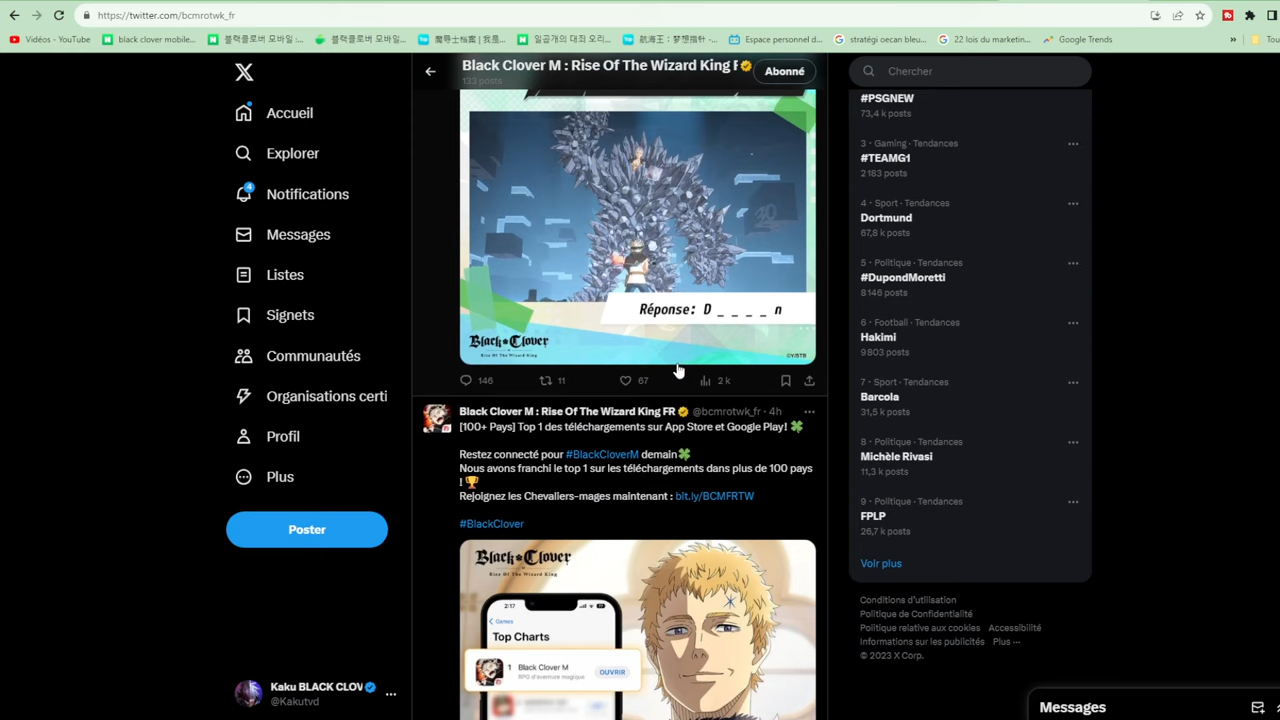 https://twitter.com/bcmrotwk_fr
Vidéos - YouTube
black clover mobile...
블랙클로버 모바일 :...
블랙클로버 모바일...
魔导士档案 | 我是...
일곱개의 대죄 오리...
航海王：梦想指针 -...
Espace personnel d...
stratégi oecan bleu...
22 lois du marketin...
Google Trends
»
Tou
Black Clover M : Rise Of The Wizard King F
133 posts
Abonné
Chercher
Accueil
Explorer
4
Notifications
Messages
Listes
Signets
Communautés
Organisations certi
Profil
Plus
Poster
Kaku BLACK CLOV
@Kakutvd
Réponse: D _ _ _ _ n
Black Clover
Rise Of The Wizard King
146
11
67
2 k
Black Clover M : Rise Of The Wizard King FR @bcmrotwk_fr · 4h
[100+ Pays] Top 1 des téléchargements sur App Store et Google Play! 🍀
Restez connecté pour #BlackCloverM demain🍀
Nous avons franchi le top 1 sur les téléchargements dans plus de 100 pays
! 🏆
Rejoignez les Chevaliers-mages maintenant : bit.ly/BCMFRTW
#BlackClover
Black Clover
Rise Of The Wizard King
2:17
Games
Top Charts
1 Black Clover M
RPG d'aventure magique
OUVRIR
#PSGNEW
73,4 k posts
3 · Gaming · Tendances
#TEAMG1
2 183 posts
4 · Sport · Tendances
Dortmund
67,8 k posts
5 · Politique · Tendances
#DupondMoretti
8 146 posts
6 · Football · Tendances
Hakimi
9 803 posts
7 · Sport · Tendances
Barcola
31,5 k posts
8 · Politique · Tendances
Michèle Rivasi
11,3 k posts
9 · Politique · Tendances
FPLP
26,7 k posts
Voir plus
Conditions d'utilisation
Politique de Confidentialité
Politique relative aux cookies Accessibilité
Informations sur les publicités Plus ···
© 2023 X Corp.
Messages